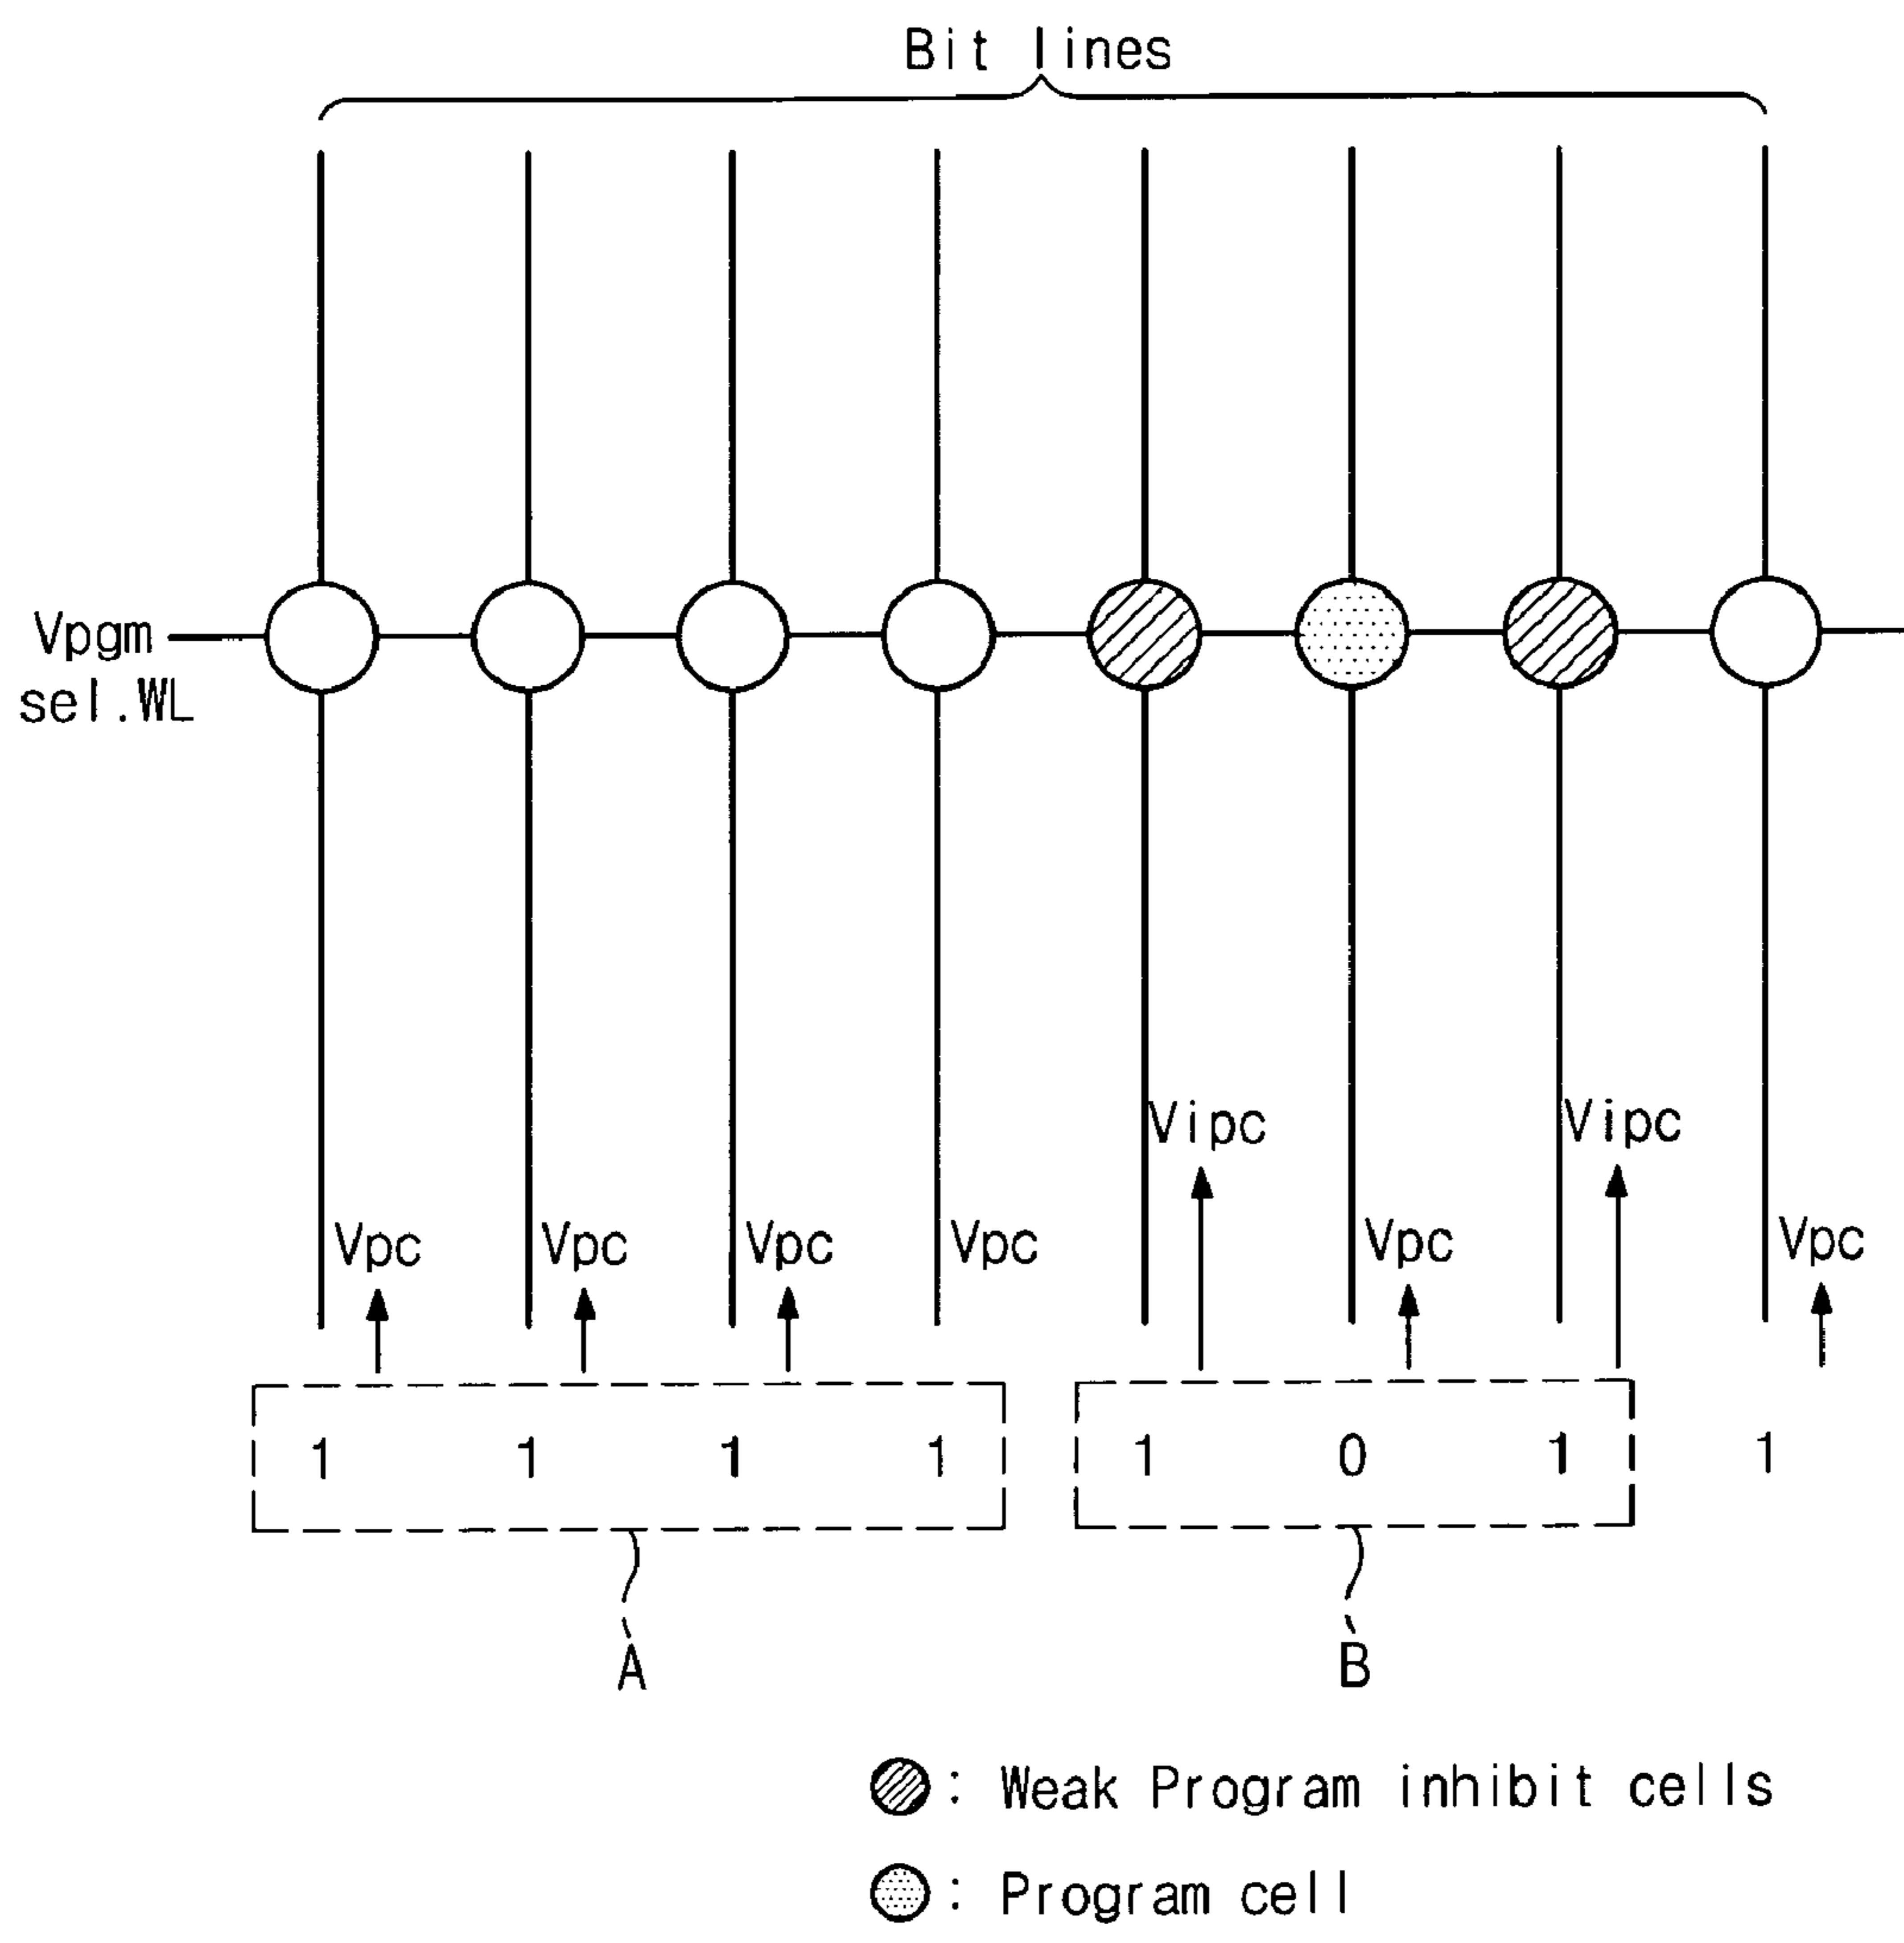 Bit lines
Vpgm
sel.WL
Vipc Vipc
Vpc Vpc Vpc Vpc Vpc Vpc
1 1 1 1 1 0 1 1
A B
: Weak Program inhibit cells
: Program cell